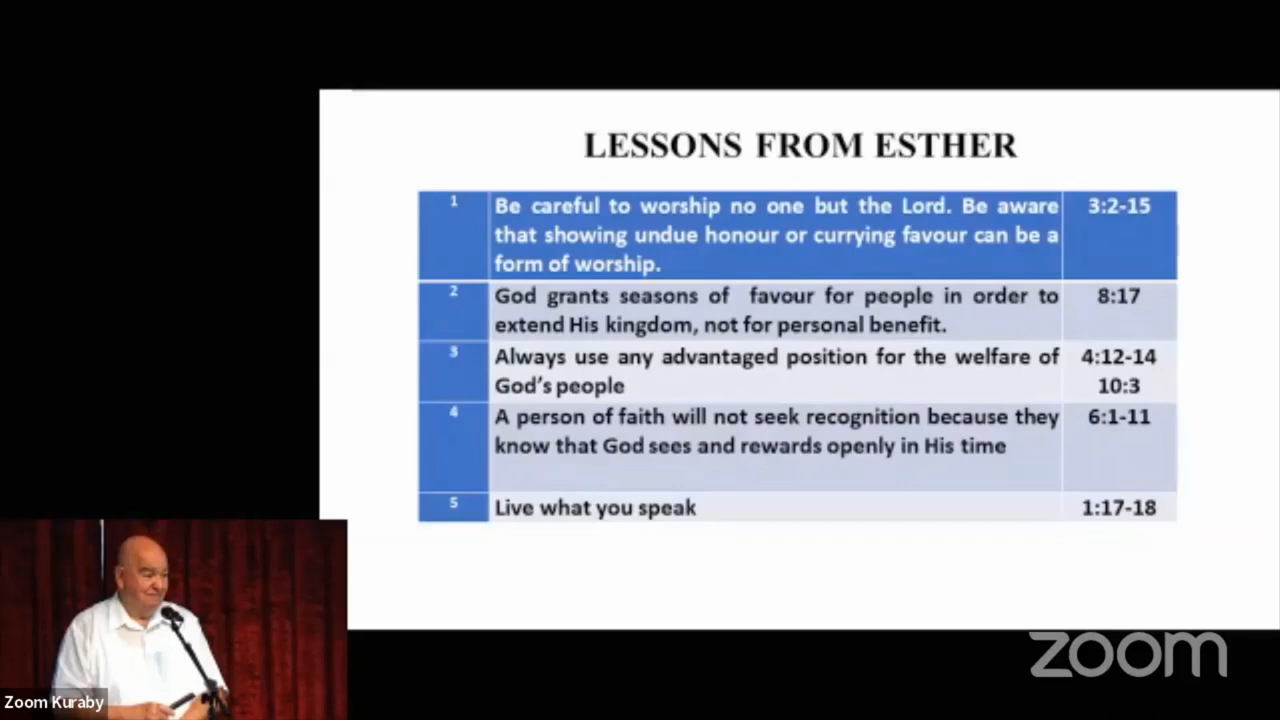 LESSONS FROM ESTHER
1 Be careful to worship no one but the Lord. Be aware 3:2-15
that showing undue honour or currying favour can be a
form of worship.
2 God grants seasons of favour for people in order to 8:17
extend His kingdom, not for personal benefit.
3 Always use any advantaged position for the welfare of 4:12-14
God's people 10:3
4 A person of faith will not seek recognition because they 6:1-11
know that God sees and rewards openly in His time
5 Live what you speak 1:17-18
zoom
Zoom Kuraby